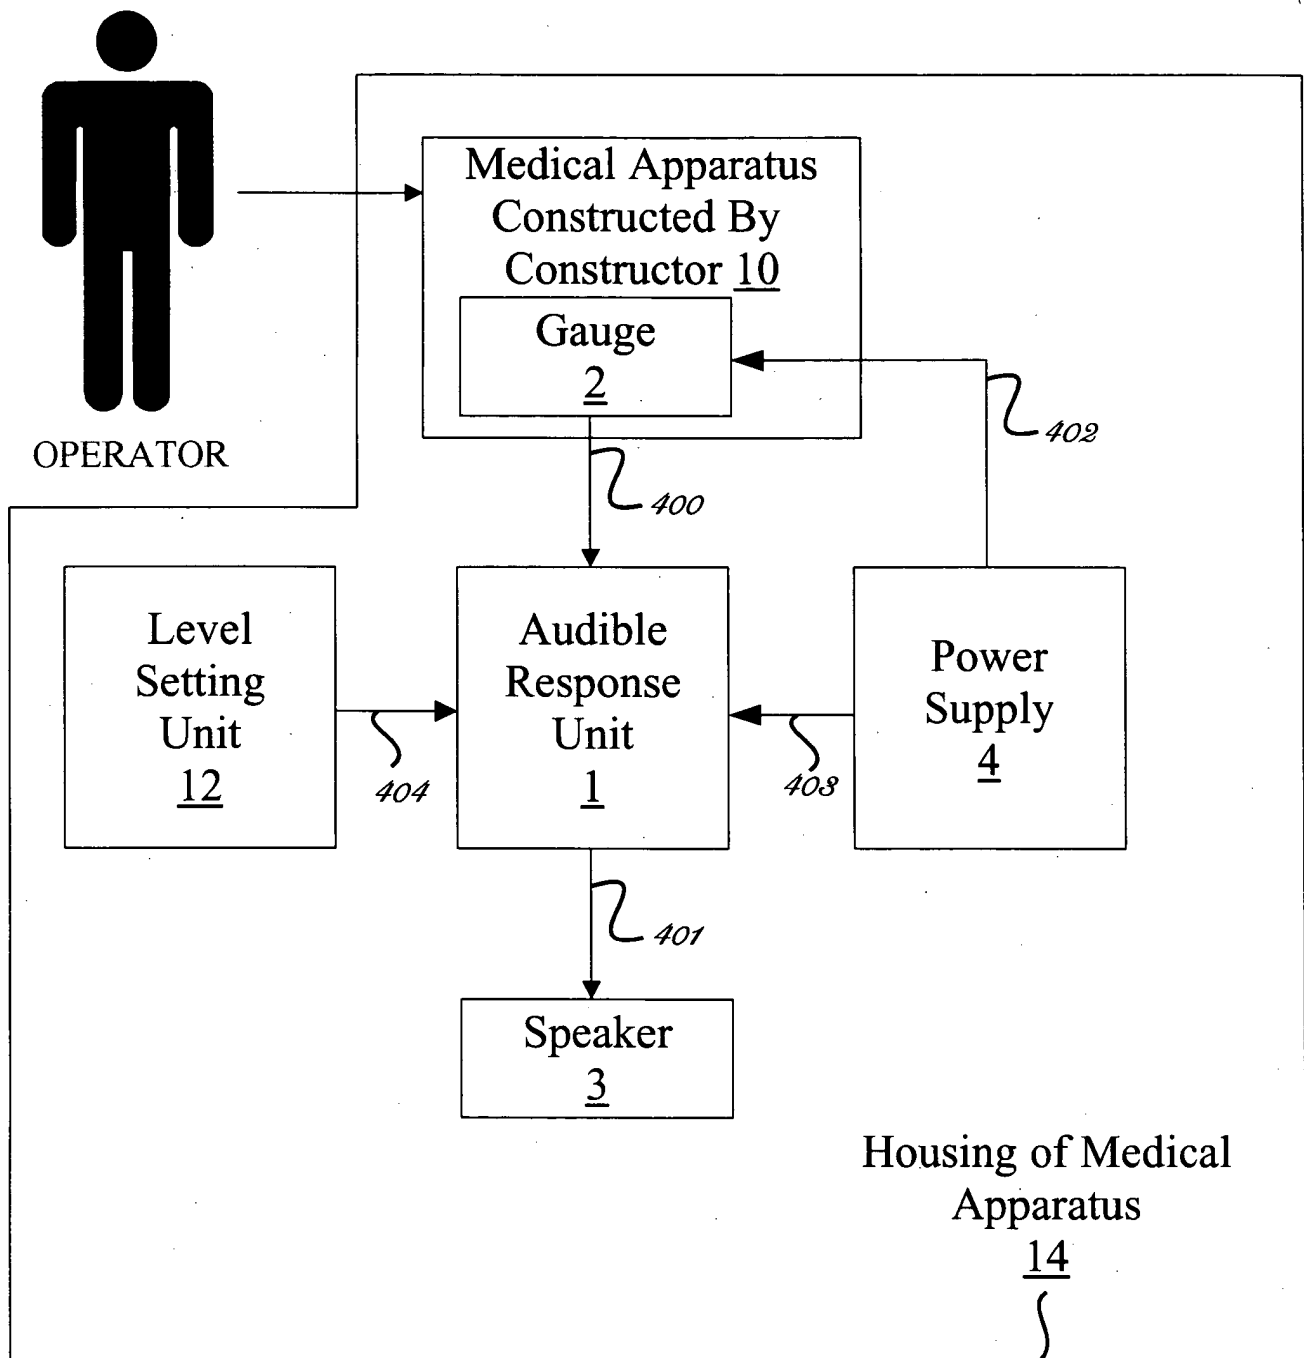 Medical Apparatus
Constructed By
Constructor 10
Gauge
2
402
OPERATOR
400
Level
Setting
Unit
12
404
Audible
Response
Unit
1
403
Power
Supply
4
401
Speaker
3
Housing of Medical
Apparatus
14